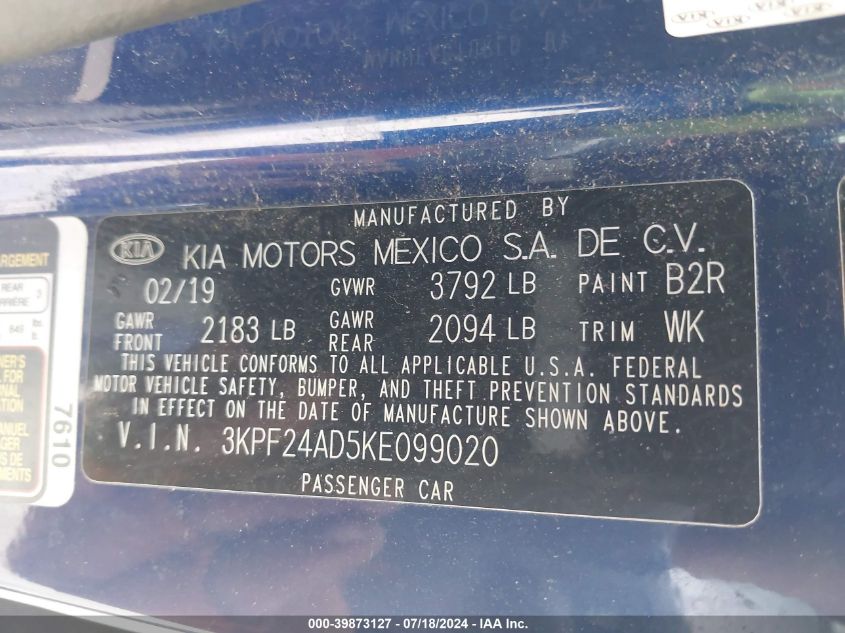 MANUFACTURED BY
KIA KIA MOTORS MEXICO S.A. DE C.V.
02/19 GVWR 3792 LB PAINT B2R
GAWR FRONT 2183 LB GAWR REAR 2094 LB TRIM WK
THIS VEHICLE CONFORMS TO ALL APPLICABLE U.S.A. FEDERAL
MOTOR VEHICLE SAFETY, BUMPER, AND THEFT PREVENTION STANDARDS
IN EFFECT ON THE DATE OF MANUFACTURE SHOWN ABOVE.
V.I.N. 3KPF24AD5KE099020
PASSENGER CAR
REAR
7610
000-39873127 - 07/18/2024 - IAA, Inc.